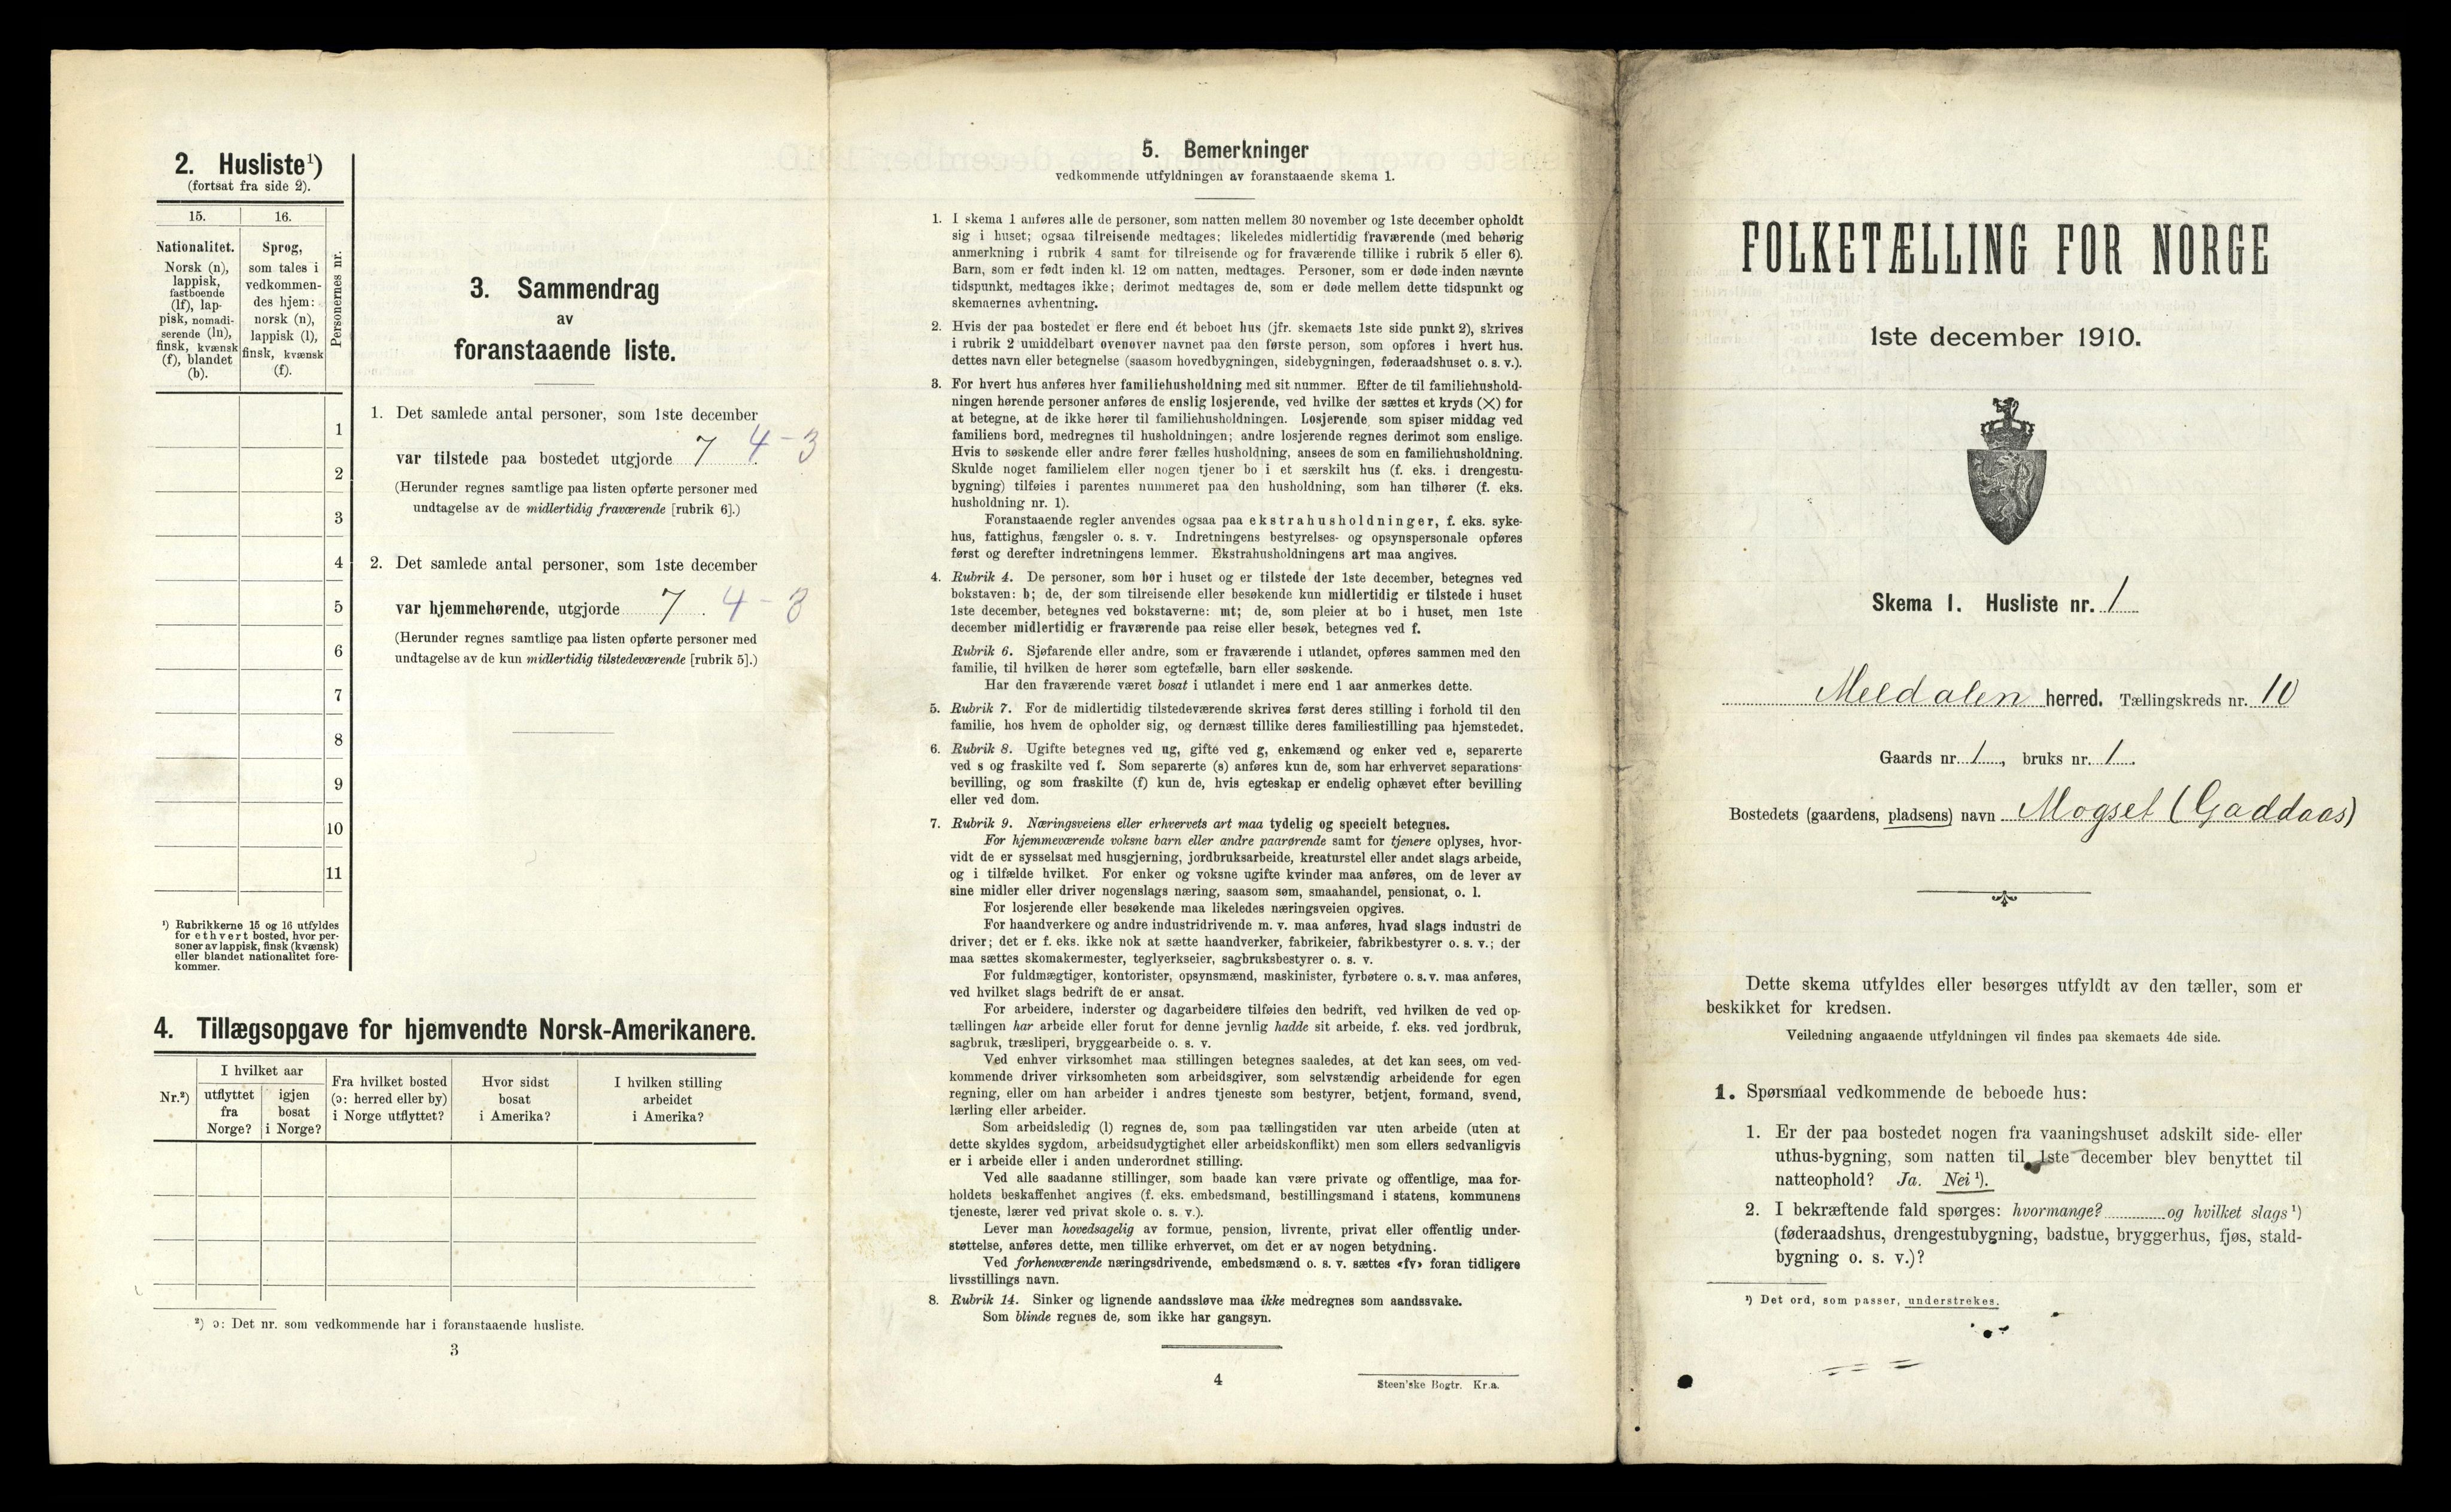 2. Husliste¹)
(fortsat fra side 2).
15.
16.
Personernes nr.
Nationalitet.
Norsk (n),
lappisk,
fastboende
(lf), lap-
pisk, nomadi-
serende (ln),
finsk, kvænsk
(f), blandet
(b).
Sprog,
som tales i
vedkommen-
des hjem:
norsk (n),
lappisk (l),
finsk, kvænsk
(f).
1
2
3
4
5
6
7
8
9
10
11
¹) Rubrikkerne 15 og 16 utfyldes
for ethvert bosted, hvor per-
soner av lappisk, finsk (kvænsk)
eller blandet nationalitet fore-
kommer.
3. Sammendrag
av
foranstaaende liste.
1. Det samlede antal personer, som 1ste december
var tilstede paa bostedet utgjorde 7 4-3
(Herunder regnes samtlige paa listen opførte personer med
undtagelse av de midlertidig fraværende [rubrik 6].)
2. Det samlede antal personer, som 1ste december
var hjemmehørende, utgjorde 7. 4-3
(Herunder regnes samtlige paa listen opførte personer med
undtagelse av de kun midlertidig tilstedeværende [rubrik 5].)
4. Tillægsopgave for hjemvendte Norsk-Amerikanere.
Nr.²)
I hvilket aar
utflyttet
fra
Norge?
igjen
bosat
i Norge?
Fra hvilket bosted
(ɔ: herred eller by)
i Norge utflyttet?
Hvor sidst
bosat
i Amerika?
I hvilken stilling
arbeidet
i Amerika?
²) ɔ: Det nr. som vedkommende har i foranstaaende husliste.
3
5. Bemerkninger
vedkommende utfyldningen av foranstaaende skema 1.
1. I skema 1 anføres alle de personer, som natten mellem 30 november og 1ste december opholdt
sig i huset; ogsaa tilreisende medtages; likeledes midlertidig fraværende (med behørig
anmerkning i rubrik 4 samt for tilreisende og for fraværende tillike i rubrik 5 eller 6).
Barn, som er født inden kl. 12 om natten, medtages. Personer, som er døde inden nævnte
tidspunkt, medtages ikke; derimot medtages de, som er døde mellem dette tidspunkt og
skemaernes avhentning.
2. Hvis der paa bostedet er flere end ét beboet hus (jfr. skemaets 1ste side punkt 2), skrives
i rubrik 2 umiddelbart ovenover navnet paa den første person, som opføres i hvert hus.
dettes navn eller betegnelse (saasom hovedbygningen, sidebygningen, føderaadshuset o. s. v.).
3. For hvert hus anføres hver familiehusholdning med sit nummer. Efter de til familiehushold-
ningen hørende personer anføres de enslig losjerende, ved hvilke der sættes et kryds (×) for
at betegne, at de ikke hører til familiehusholdningen. Losjerende som spiser middag ved
familiens bord, medregnes til husholdningen; andre losjerende regnes derimot som enslige.
Hvis to søskende eller andre fører fælles husholdning, ansees de som en familiehusholdning.
Skulde noget familielem eller nogen tjener bo i et særskilt hus (f. eks. i drengestu-
bygning) tilføies i parentes nummeret paa den husholdning, som han tilhører (f. eks.
husholdning nr. 1).
Foranstaaende regler anvendes ogsaa paa ekstrahusholdninger, f. eks. syke-
hus, fattighus, fængsler o. s. v. Indretningens bestyrelses- og opsynspersonale opføres
først og derefter indretningens lemmer. Ekstrahusholdningens art maa angives.
4. Rubrik 4. De personer, som bor i huset og er tilstede der 1ste december, betegnes ved
bokstaven: b; de, der som tilreisende eller besøkende kun midlertidig er tilstede i huset
1ste december, betegnes ved bokstaverne: mt; de, som pleier at bo i huset, men 1ste
december midlertidig er fraværende paa reise eller besøk, betegnes ved f.
Rubrik 6. Sjøfarende eller andre, som er fraværende i utlandet, opføres sammen med den
familie, til hvilken de hører som egtefælle, barn eller søskende.
Har den fraværende været bosat i utlandet i mere end 1 aar anmerkes dette.
5. Rubrik 7. For de midlertidig tilstedeværende skrives først deres stilling i forhold til den
familie, hos hvem de opholder sig, og dernæst tillike deres familiestilling paa hjemstedet.
6. Rubrik 8. Ugifte betegnes ved ug, gifte ved g, enkemænd og enker ved e, separerte
ved s og fraskilte ved f. Som separerte (s) anføres kun de, som har erhvervet separations-
bevilling, og som fraskilte (f) kun de, hvis egteskap er endelig ophævet efter bevilling
eller ved dom.
7. Rubrik 9. Næringsveiens eller erhvervets art maa tydelig og specielt betegnes.
For hjemmeværende voksne barn eller andre paarørende samt for tjenere oplyses, hvor-
vidt de er sysselsat med husgjerning, jordbruksarbeide, kreaturstel eller andet slags arbeide,
og i tilfælde hvilket. For enker og voksne ugifte kvinder maa anføres, om de lever av
sine midler eller driver nogenslags næring, saasom søm, smaahandel, pensionat, o. l.
For losjerende eller besøkende maa likeledes næringsveien opgives.
For haandverkere og andre industridrivende m. v. maa anføres, hvad slags industri de
driver; det er f. eks. ikke nok at sætte haandverker, fabrikeier, fabrikbestyrer o. s. v.; der
maa sættes skomakermester, teglverkseier, sagbruksbestyrer o. s. v.
For fuldmægtiger, kontorister, opsynsmænd, maskinister, fyrbøtere o. s. v. maa anføres,
ved hvilket slags bedrift de er ansat.
For arbeidere, inderster og dagarbeidere tilføies den bedrift, ved hvilken de ved op-
tællingen har arbeide eller forut for denne jevnlig hadde sit arbeide, f. eks. ved jordbruk,
sagbruk, træsliperi, bryggearbeide o. s. v.
Ved enhver virksomhet maa stillingen betegnes saaledes, at det kan sees, om ved-
kommende driver virksomheten som arbeidsgiver, som selvstændig arbeidende for egen
regning, eller om han arbeider i andres tjeneste som bestyrer, betjent, formand, svend,
lærling eller arbeider.
Som arbeidsledig (l) regnes de, som paa tællingstiden var uten arbeide (uten at
dette skyldes sygdom, arbeidsudygtighet eller arbeidskonflikt) men som ellers sedvanligvis
er i arbeide eller i anden underordnet stilling.
Ved alle saadanne stillinger, som baade kan være private og offentlige, maa for-
holdets beskaffenhet angives (f. eks. embedsmand, bestillingsmand i statens, kommunens
tjeneste, lærer ved privat skole o. s. v.).
Lever man hovedsagelig av formue, pension, livrente, privat eller offentlig under-
støttelse, anføres dette, men tillike erhvervet, om det er av nogen betydning.
Ved forhenværende næringsdrivende, embedsmænd o. s. v. sættes «fv» foran tidligere
livsstillings navn.
8. Rubrik 14. Sinker og lignende aandssløve maa ikke medregnes som aandssvake.
Som blinde regnes de, som ikke har gangsyn.
4
Steen'ske Bogtr. Kr.a.
FOLKETÆLLING FOR NORGE
1ste december 1910.
Skema 1. Husliste nr. 1
Meldalen herred. Tællingskreds nr. 10
Gaards nr. 1, bruks nr. 1.
Bostedets (gaardens, pladsens) navn Mogset (Gaddaas)
Dette skema utfyldes eller besørges utfyldt av den tæller, som er
beskikket for kredsen.
Veiledning angaaende utfyldningen vil findes paa skemaets 4de side.
1. Spørsmaal vedkommende de beboede hus:
1. Er der paa bostedet nogen fra vaaningshuset adskilt side- eller
uthus-bygning, som natten til 1ste december blev benyttet til
natteophold? Ja. Nei ¹).
2. I bekræftende fald spørges: hvormange? og hvilket slags ¹)
(føderaadshus, drengestubygning, badstue, bryggerhus, fjøs, stald-
bygning o. s. v.)?
¹) Det ord, som passer, understrekes.